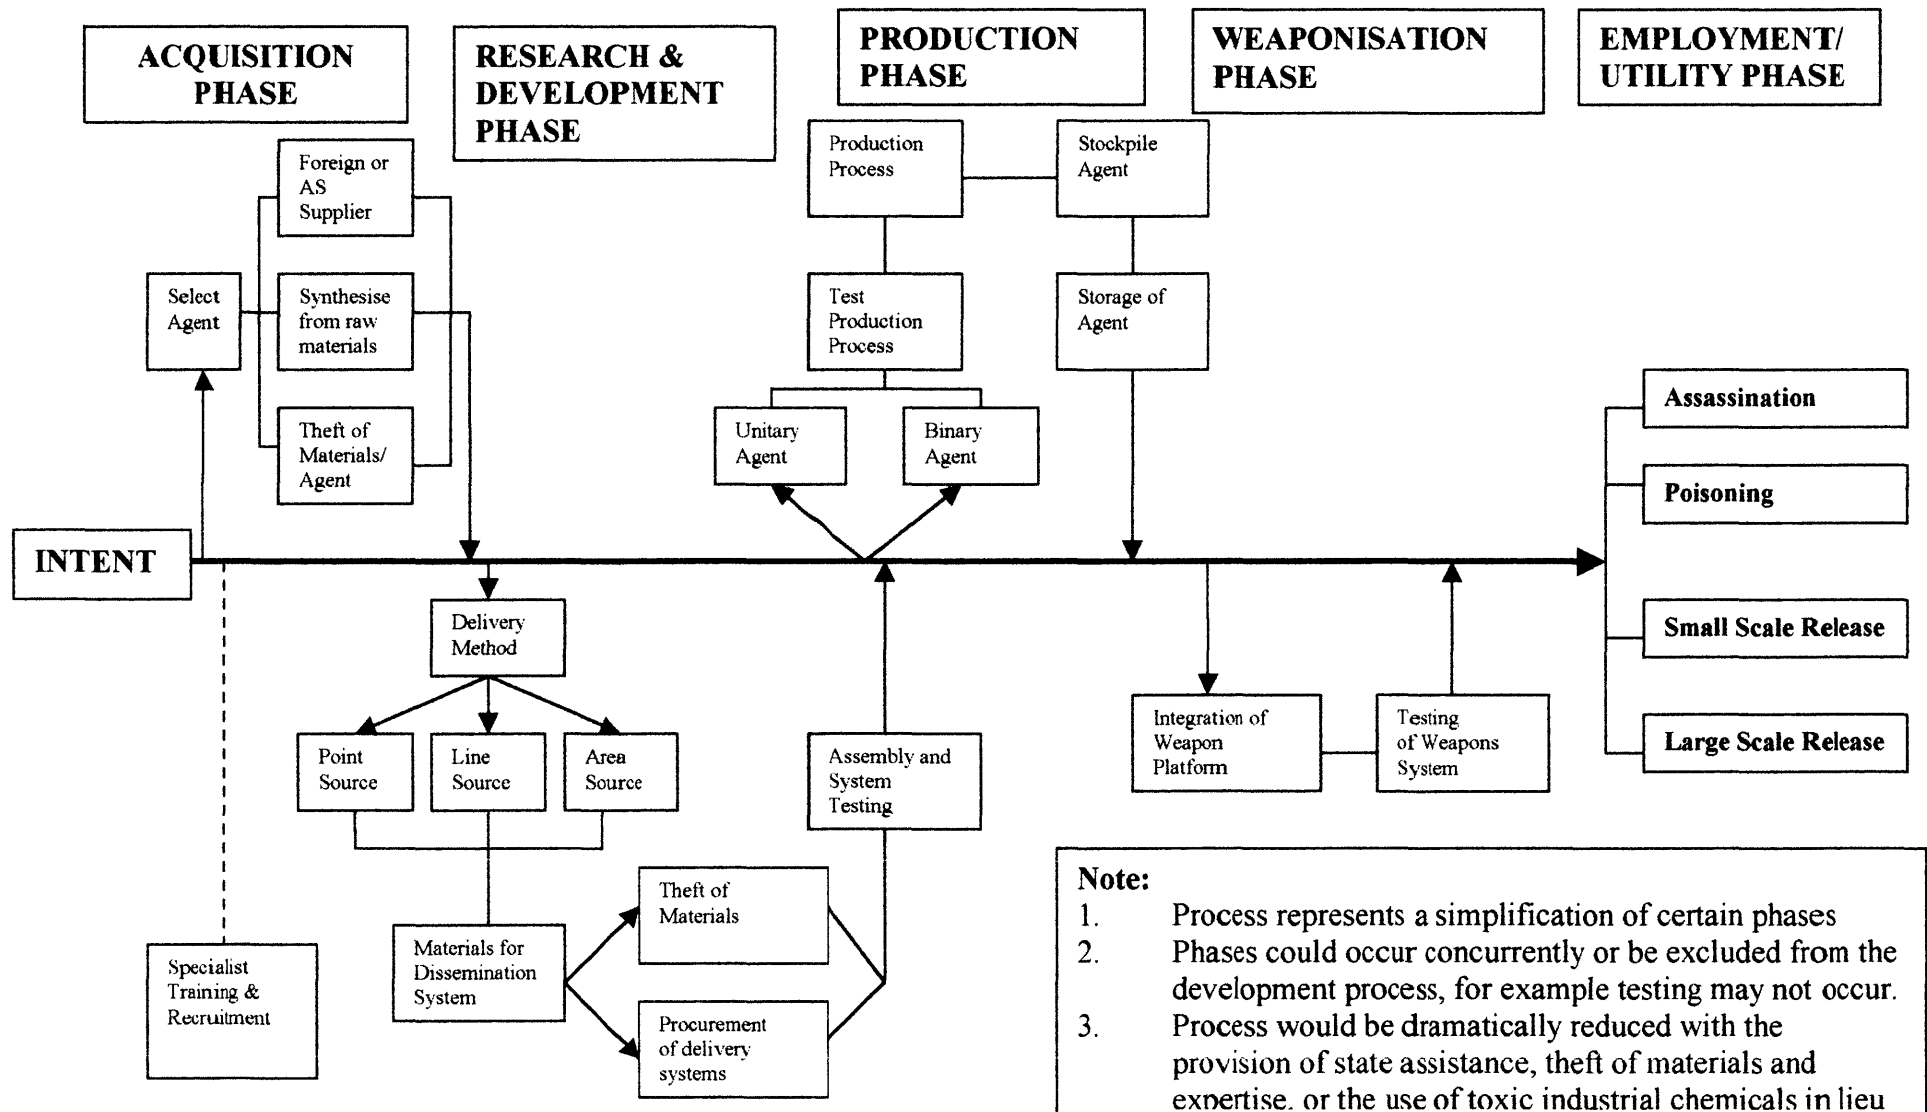 ACQUISITION
PHASE
RESEARCH &
DEVELOPMENT
PHASE
PRODUCTION
PHASE
WEAPONISATION
PHASE
EMPLOYMENT/
UTILITY PHASE
Foreign or
AS
Supplier
Select
Agent
Synthesise
from raw
materials
Theft of
Materials/
Agent
Production
Process
Stockpile
Agent
Test
Production
Process
Storage of
Agent
Unitary
Agent
Binary
Agent
Assassination
Poisoning
Small Scale Release
Large Scale Release
INTENT
Delivery
Method
Point
Source
Line
Source
Area
Source
Assembly and
System
Testing
Integration of
Weapon
Platform
Testing
of Weapons
System
Theft of
Materials
Materials for
Dissemination
System
Procurement
of delivery
systems
Specialist
Training &
Recruitment
Note:
1. Process represents a simplification of certain phases
2. Phases could occur concurrently or be excluded from the
development process, for example testing may not occur.
3. Process would be dramatically reduced with the
provision of state assistance, theft of materials and
expertise, or the use of toxic industrial chemicals in lieu